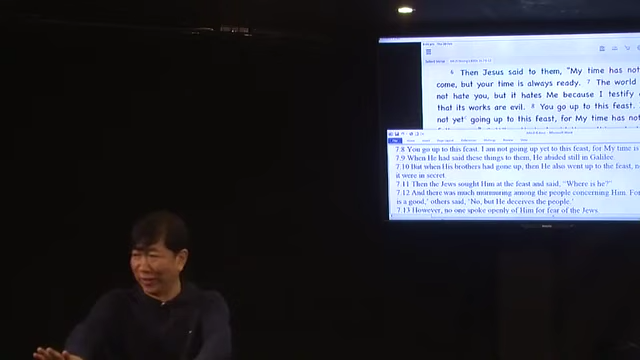 6 Then Jesus said to them, "My time has not
come, but your time is always ready. 7 The world
not hate you, but it hates Me because I testify
that its works are evil. 8 You go up to this feast.
not yet going up to this feast, for My time has not
7.8 You go up to this feast. I am not going up yet to this feast, for My time is
7.9 When He had said these things to them, He abided still in Galilee.
7.10 But when His brothers had gone up, then He also went up to the feast,
it were in secret.
7.11 Then the Jews sought Him at the feast and said, "Where is he?"
7.12 And there was much murmuring among the people concerning Him. For
is a good,' others said, 'No, but He deceives the people.'
7.13 However, no one spoke openly of Him for fear of the Jews.